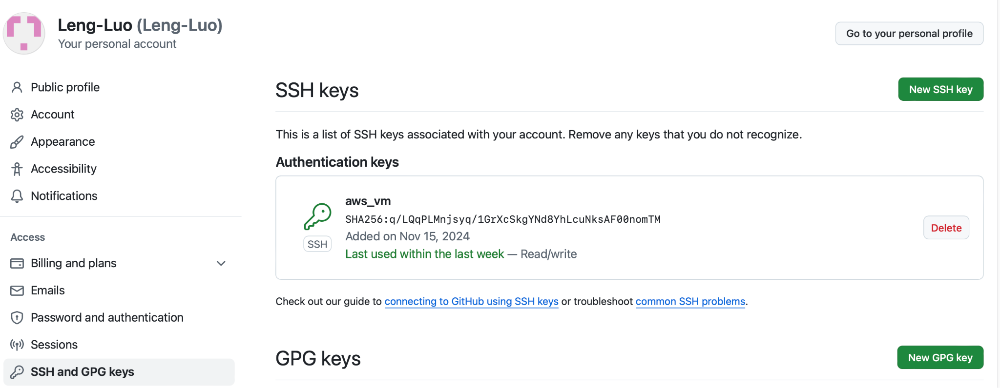 Leng-Luo (Leng-Luo)
Your personal account
Go to your personal profile
Public profile
Account
Appearance
Accessibility
Notifications
Access
Billing and plans
Emails
Password and authentication
Sessions
SSH and GPG keys
SSH keys
New SSH key
This is a list of SSH keys associated with your account. Remove any keys that you do not recognize.
Authentication keys
aws_vm
SHA256:q/LQqPLMnjsyq/1GrXcSkgYNd8YhLcuNksAF00nomTM
Added on Nov 15, 2024
Last used within the last week — Read/write
SSH
Delete
Check out our guide to connecting to GitHub using SSH keys or troubleshoot common SSH problems.
GPG keys
New GPG key